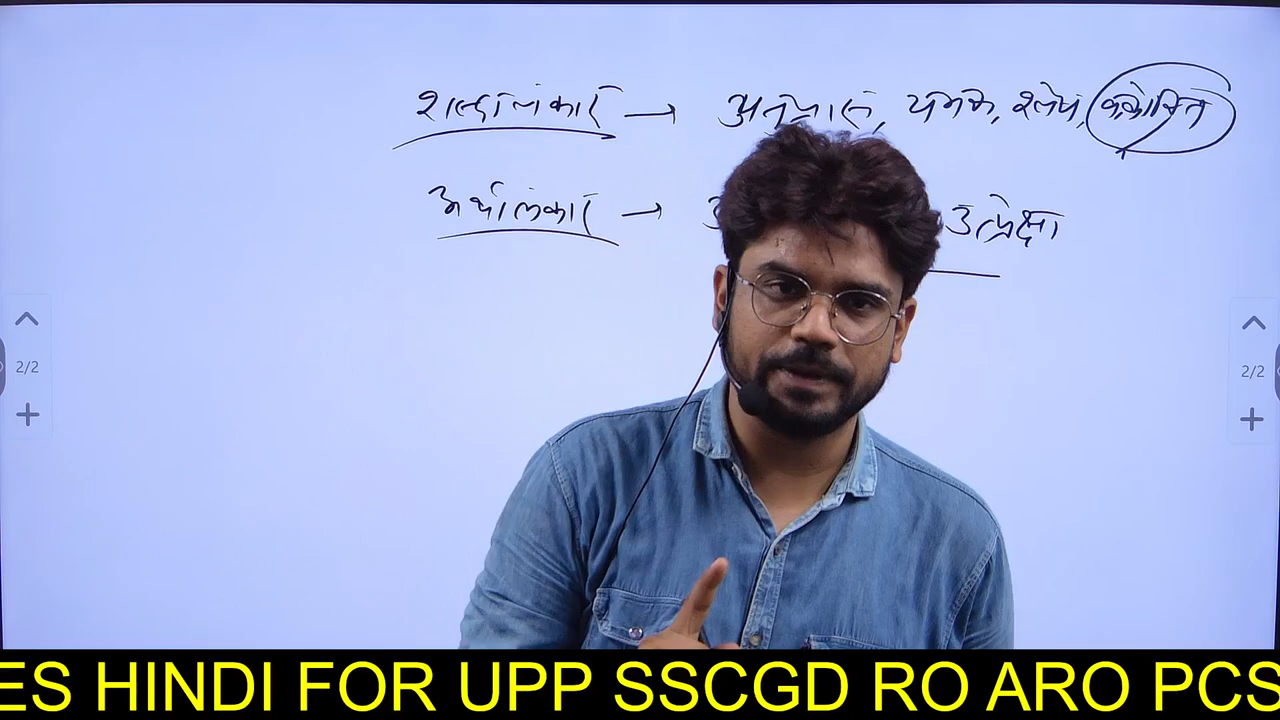 शब्दालंकार → अनुप्रास, यमक, श्लेष, वक्रोक्ति
अर्थालंकार → उत्प्रेक्षा
2/2
2/2
ES HINDI FOR UPP SSCGD RO ARO PCS